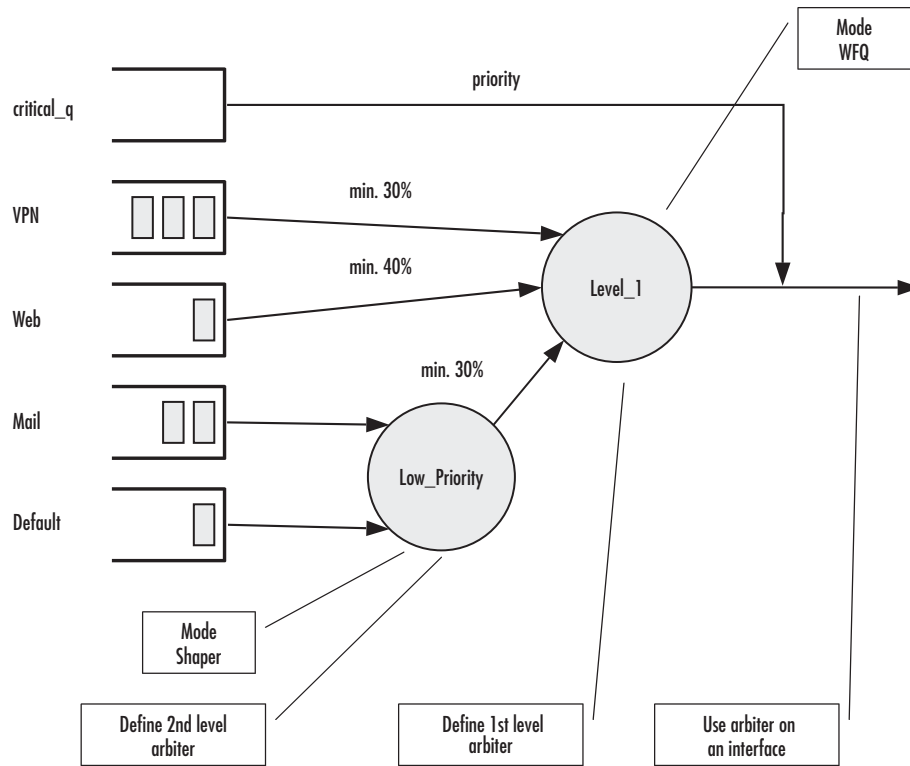 Mode
WFQ
priority
critical_q
min. 30%
VPN
min. 40%
Level_1
Web
min. 30%
Mail
Low_Priority
Default
Mode
Shaper
Define 2nd level
arbiter
Define 1st level
arbiter
Use arbiter on
an interface